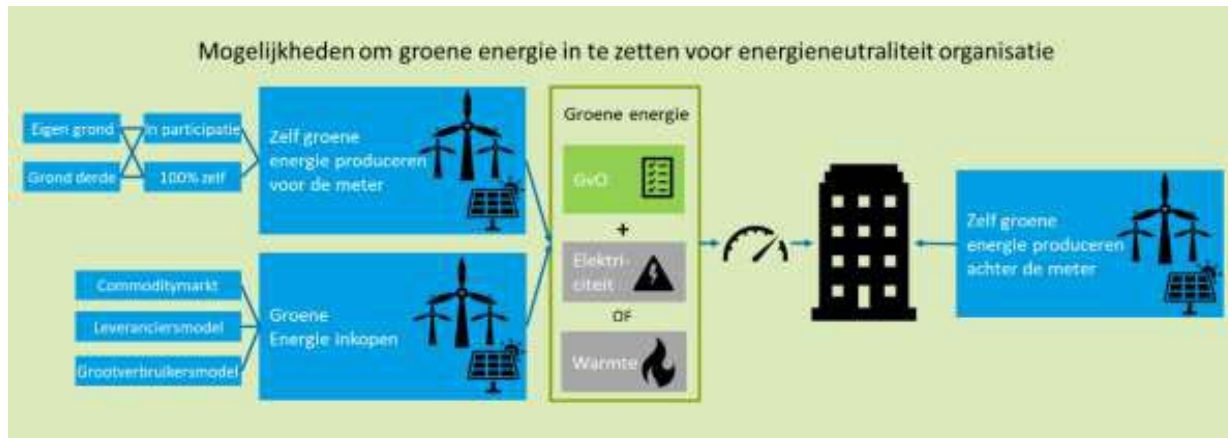 Mogelijkheden om groene energie in te zetten voor energieneutraliteit organisatie
Eigen grond
In participatie
Grond derde
100% zelf
Zelf groene
energie produceren
voor de meter
Commoditymarkt
Leveranciersmodel
Grootverbruikersmodel
Groene
Energie inkopen
Groene energie
GvO
+
Elektri-
citeit
OF
Warmte
Zelf groene
energie produceren
achter de meter